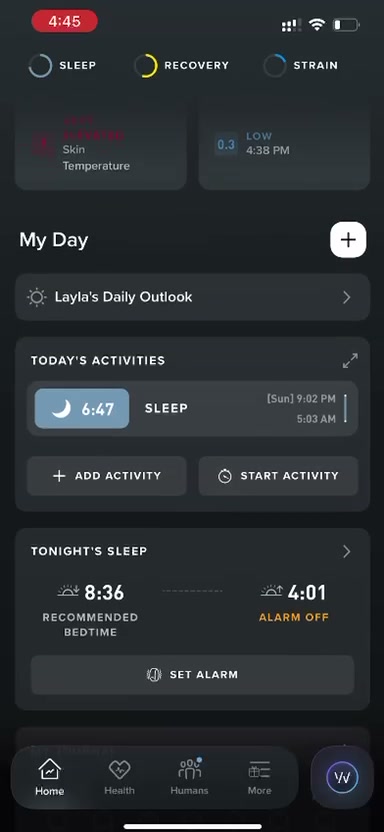 4:45
SLEEP
RECOVERY
STRAIN
Skin
Temperature
0.3
LOW
4:38 PM
My Day
+
Layla's Daily Outlook
TODAY'S ACTIVITIES
6:47
SLEEP
[Sun] 9:02 PM
5:03 AM
+ ADD ACTIVITY
START ACTIVITY
TONIGHT'S SLEEP
8:36
RECOMMENDED
BEDTIME
4:01
ALARM OFF
SET ALARM
Home
Health
Humans
More
W